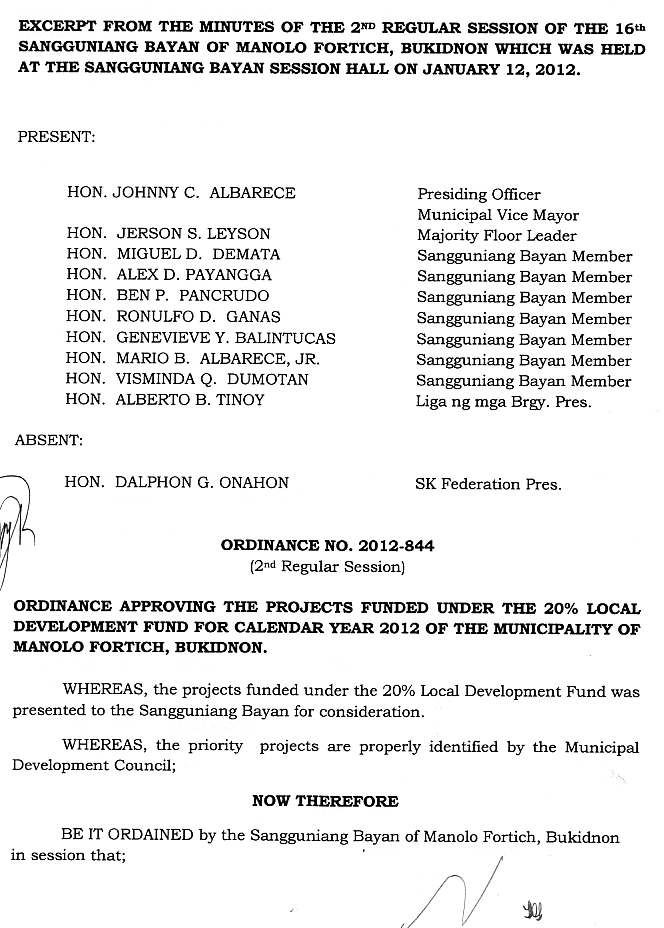 EXCERPT FROM THE MINUTES OF THE 2ND REGULAR SESSION OF THE 16th
SANGGUNIANG BAYAN OF MANOLO FORTICH, BUKIDNON WHICH WAS HELD
AT THE SANGGUNIANG BAYAN SESSION HALL ON JANUARY 12, 2012.
PRESENT:
HON. JOHNNY C. ALBARECE Presiding Officer
Municipal Vice Mayor
HON. JERSON S. LEYSON Majority Floor Leader
HON. MIGUEL D. DEMATA Sangguniang Bayan Member
HON. ALEX D. PAYANGGA Sangguniang Bayan Member
HON. BEN P. PANCRUDO Sangguniang Bayan Member
HON. RONULFO D. GANAS Sangguniang Bayan Member
HON. GENEVIEVE Y. BALINTUCAS Sangguniang Bayan Member
HON. MARIO B. ALBARECE, JR. Sangguniang Bayan Member
HON. VISMINDA Q. DUMOTAN Sangguniang Bayan Member
HON. ALBERTO B. TINOY Liga ng mga Brgy. Pres.
ABSENT:
HON. DALPHON G. ONAHON SK Federation Pres.
ORDINANCE NO. 2012-844
(2nd Regular Session)
ORDINANCE APPROVING THE PROJECTS FUNDED UNDER THE 20% LOCAL
DEVELOPMENT FUND FOR CALENDAR YEAR 2012 OF THE MUNICIPALITY OF
MANOLO FORTICH, BUKIDNON.
WHEREAS, the projects funded under the 20% Local Development Fund was
presented to the Sangguniang Bayan for consideration.
WHEREAS, the priority projects are properly identified by the Municipal
Development Council;
NOW THEREFORE
BE IT ORDAINED by the Sangguniang Bayan of Manolo Fortich, Bukidnon
in session that;